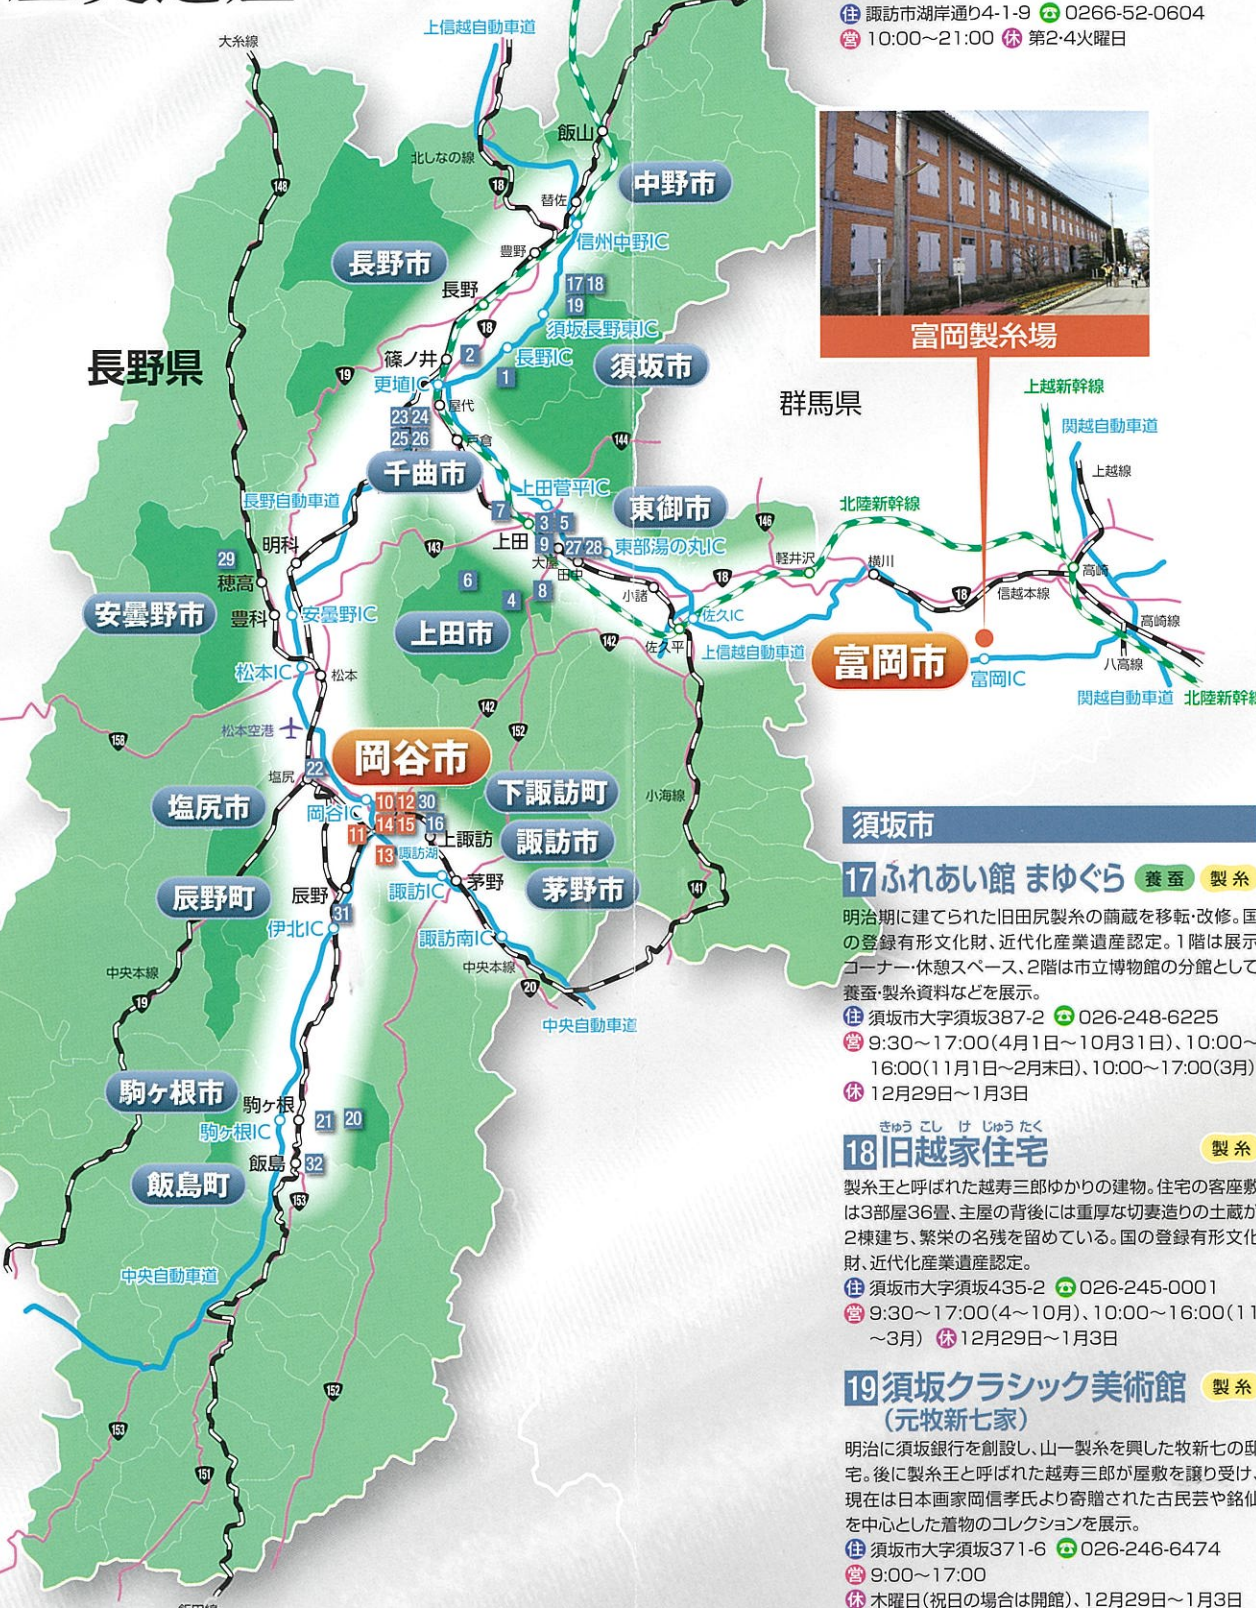 住 諏訪市湖岸通り4-1-9 ☎ 0266-52-0604
営 10:00〜21:00 休 第2・4火曜日
大糸線
上信越自動車道
飯山
北しなの線
148
18
中野市
替佐
信州中野IC
豊野
長野市
長野
17 18
19
18
須坂長野東IC
長野県
篠ノ井
2
長野IC
須坂市
19
更埴IC
1
屋代
23 24
25 26
戸倉
144
千曲市
長野自動車道
上田菅平IC
東御市
7
3 5
上田
9 27 28
東部湯の丸IC
大屋
田中
143
明科
29
穂高
6
4
8
小諸
安曇野市
豊科
安曇野IC
上田市
佐久IC
142
佐久平
上信越自動車道
松本IC
松本
142
152
158
松本空港
岡谷市
塩尻
22
小海線
塩尻市
岡谷IC
10 12 30
11
14 15
16
13
諏訪湖
上諏訪
下諏訪町
諏訪市
茅野市
辰野町
辰野
諏訪IC
茅野
141
31
伊北IC
諏訪南IC
中央本線
中央本線
19
20
中央自動車道
駒ヶ根市
駒ヶ根
駒ヶ根IC
21 20
飯島
32
飯島町
153
中央自動車道
152
153
151
富岡製糸場
群馬県
上越新幹線
関越自動車道
上越線
北陸新幹線
146
軽井沢
横川
18
18
信越本線
高崎
高崎線
富岡市
富岡IC
八高線
関越自動車道
北陸新幹線
須坂市
17 ふれあい館 まゆぐら 養蚕 製糸
明治期に建てられた旧田尻製糸の繭蔵を移転・改修。国
の登録有形文化財、近代化産業遺産認定。1階は展示
コーナー・休憩スペース、2階は市立博物館の分館として
養蚕・製糸資料などを展示。
住 須坂市大字須坂387-2 ☎ 026-248-6225
営 9:30〜17:00(4月1日〜10月31日)、10:00〜
16:00(11月1日〜2月末日)、10:00〜17:00(3月)
休 12月29日〜1月3日
きゅう こし け じゅう たく
18 旧越家住宅 製糸
製糸王と呼ばれた越寿三郎ゆかりの建物。住宅の客座敷
は3部屋36畳、主屋の背後には重厚な切妻造りの土蔵が
2棟建ち、繁栄の名残を留めている。国の登録有形文化
財、近代化産業遺産認定。
住 須坂市大字須坂435-2 ☎ 026-245-0001
営 9:30〜17:00(4〜10月)、10:00〜16:00(11
〜3月) 休 12月29日〜1月3日
19 須坂クラシック美術館 製糸
(元牧新七家)
明治に須坂銀行を創設し、山一製糸を興した牧新七の邸
宅。後に製糸王と呼ばれた越寿三郎が屋敷を譲り受け、
現在は日本画家岡信孝氏より寄贈された古民芸や銘仙
を中心とした着物のコレクションを展示。
住 須坂市大字須坂371-6 ☎ 026-246-6474
営 9:00〜17:00
休 木曜日(祝日の場合は開館)、12月29日〜1月3日